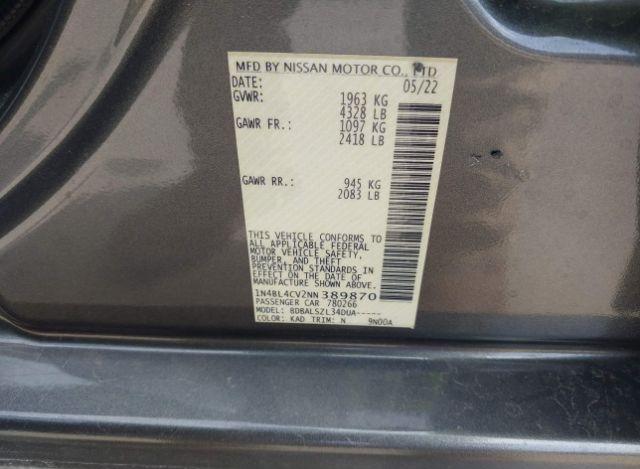 MFD BY NISSAN MOTOR CO., LTD
DATE: 05/22
GVWR: 1963 KG
4328 LB
GAWR FR.: 1097 KG
2418 LB
GAWR RR.: 945 KG
2083 LB
THIS VEHICLE CONFORMS TO
ALL APPLICABLE FEDERAL
MOTOR VEHICLE SAFETY,
BUMPER, AND THEFT
PREVENTION STANDARDS IN
EFFECT ON THE DATE OF
MANUFACTURE SHOWN ABOVE.
1N4BL4CV2NN389870
PASSENGER CAR 780266
MODEL: BDBALSZL34DUA-----
COLOR: KAD TRIM: N 9N00A